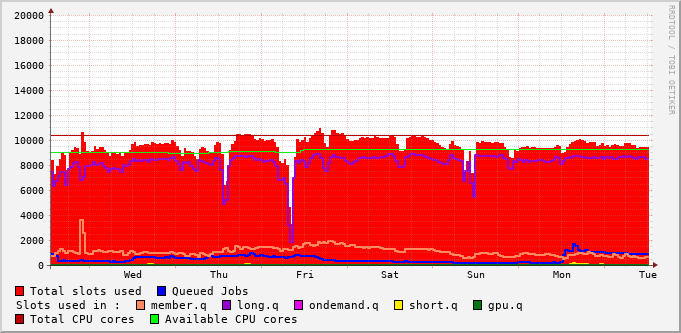 20000
18000
16000
14000
12000
10000
8000
6000
4000
2000
0
Wed Thu Fri Sat Sun Mon Tue
Total slots used Queued Jobs
Slots used in : member.q long.q ondemand.q short.q gpu.q
Total CPU cores Available CPU cores
RRDTOOL / TOBI OETIKER